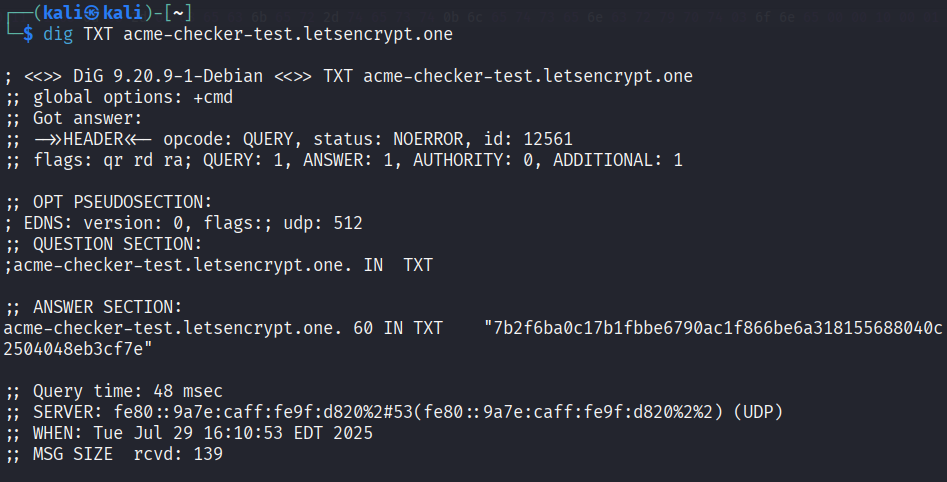 ┌──(kali㉿kali)-[~]
└─$ dig TXT acme-checker-test.letsencrypt.one

; <<>> DiG 9.20.9-1-Debian <<>> TXT acme-checker-test.letsencrypt.one
;; global options: +cmd
;; Got answer:
;; ->>HEADER<<- opcode: QUERY, status: NOERROR, id: 12561
;; flags: qr rd ra; QUERY: 1, ANSWER: 1, AUTHORITY: 0, ADDITIONAL: 1

;; OPT PSEUDOSECTION:
; EDNS: version: 0, flags:; udp: 512
;; QUESTION SECTION:
;acme-checker-test.letsencrypt.one. IN  TXT

;; ANSWER SECTION:
acme-checker-test.letsencrypt.one. 60 IN TXT    "7b2f6ba0c17b1fbbe6790ac1f866be6a318155688040c
2504048eb3cf7e"

;; Query time: 48 msec
;; SERVER: fe80::9a7e:caff:fe9f:d820%2#53(fe80::9a7e:caff:fe9f:d820%2%2) (UDP)
;; WHEN: Tue Jul 29 16:10:53 EDT 2025
;; MSG SIZE  rcvd: 139